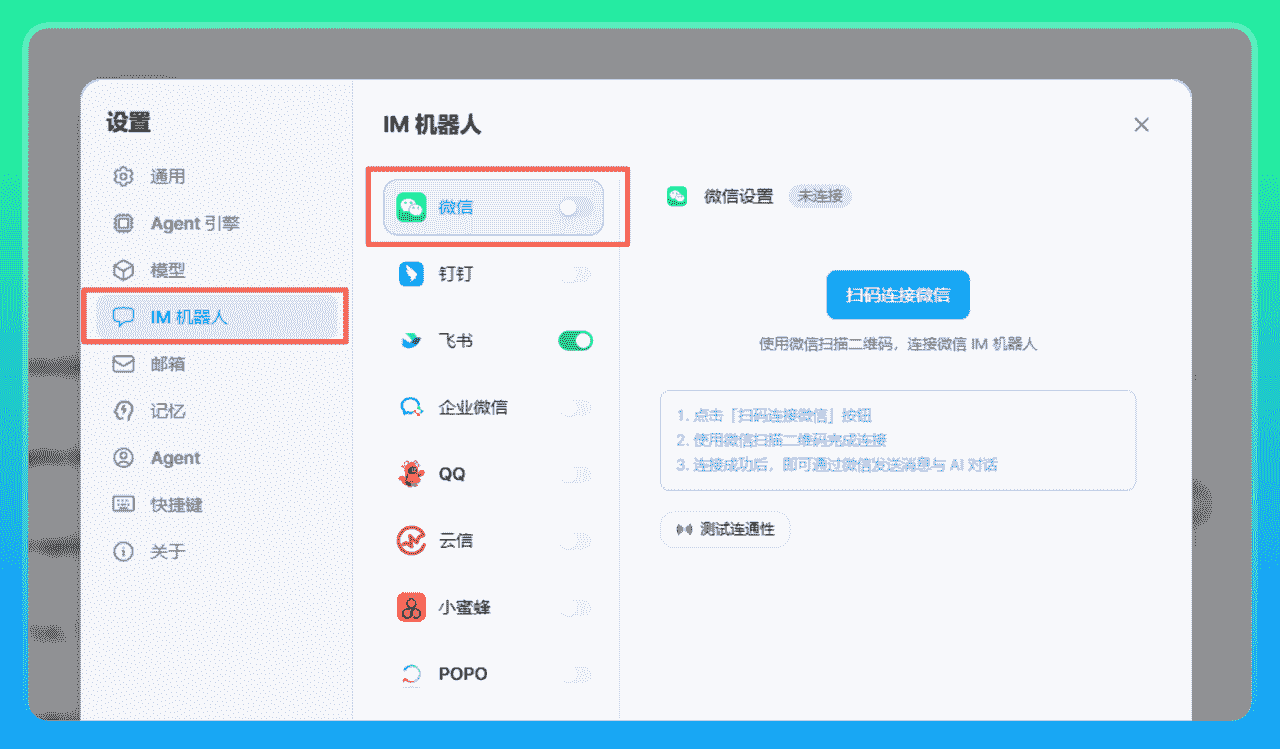 设置
通用
Agent 引擎
模型
IM 机器人
邮箱
记忆
Agent
快捷键
关于
IM 机器人
微信
钉钉
飞书
企业微信
QQ
云信
小蜜蜂
POPO
微信设置 未连接
扫码连接微信
使用微信扫描二维码，连接微信 IM 机器人
1. 点击「扫码连接微信」按钮
2. 使用微信扫描二维码完成连接
3. 连接成功后，即可通过微信发送消息与 AI 对话
测试连通性